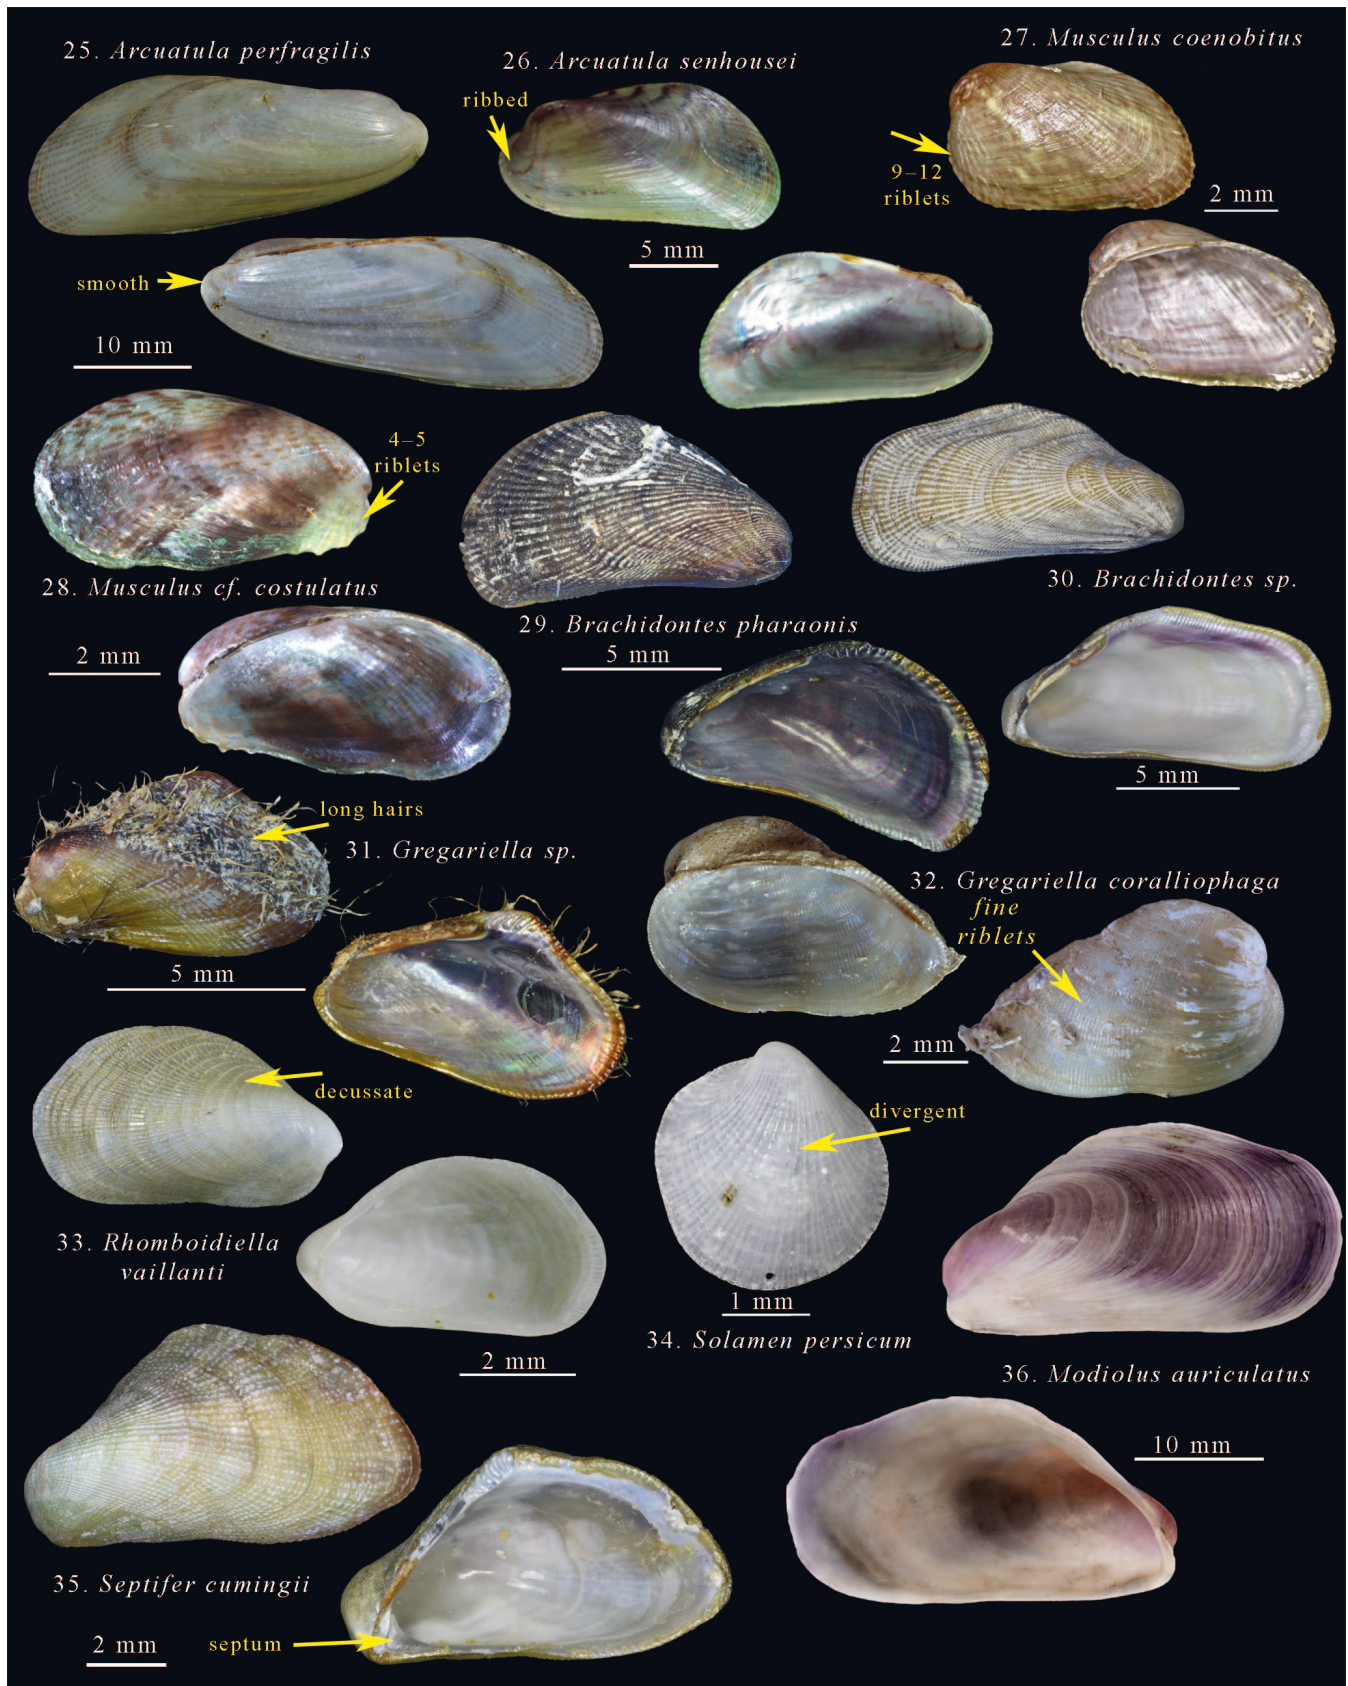 25. Arcuatula perfragilis
26. Arcuatula senhousei
27. Musculus coenobitus
ribbed
9–12
riblets
2 mm
5 mm
smooth
10 mm
4–5
riblets
28. Musculus cf. costulatus
30. Brachidontes sp.
29. Brachidontes pharaonis
2 mm
5 mm
5 mm
long hairs
31. Gregariella sp.
32. Gregariella coralliophaga
fine
riblets
5 mm
2 mm
decussate
divergent
33. Rhomboidiella
vaillanti
1 mm
34. Solamen persicum
2 mm
36. Modiolus auriculatus
10 mm
35. Septifer cumingii
septum
2 mm